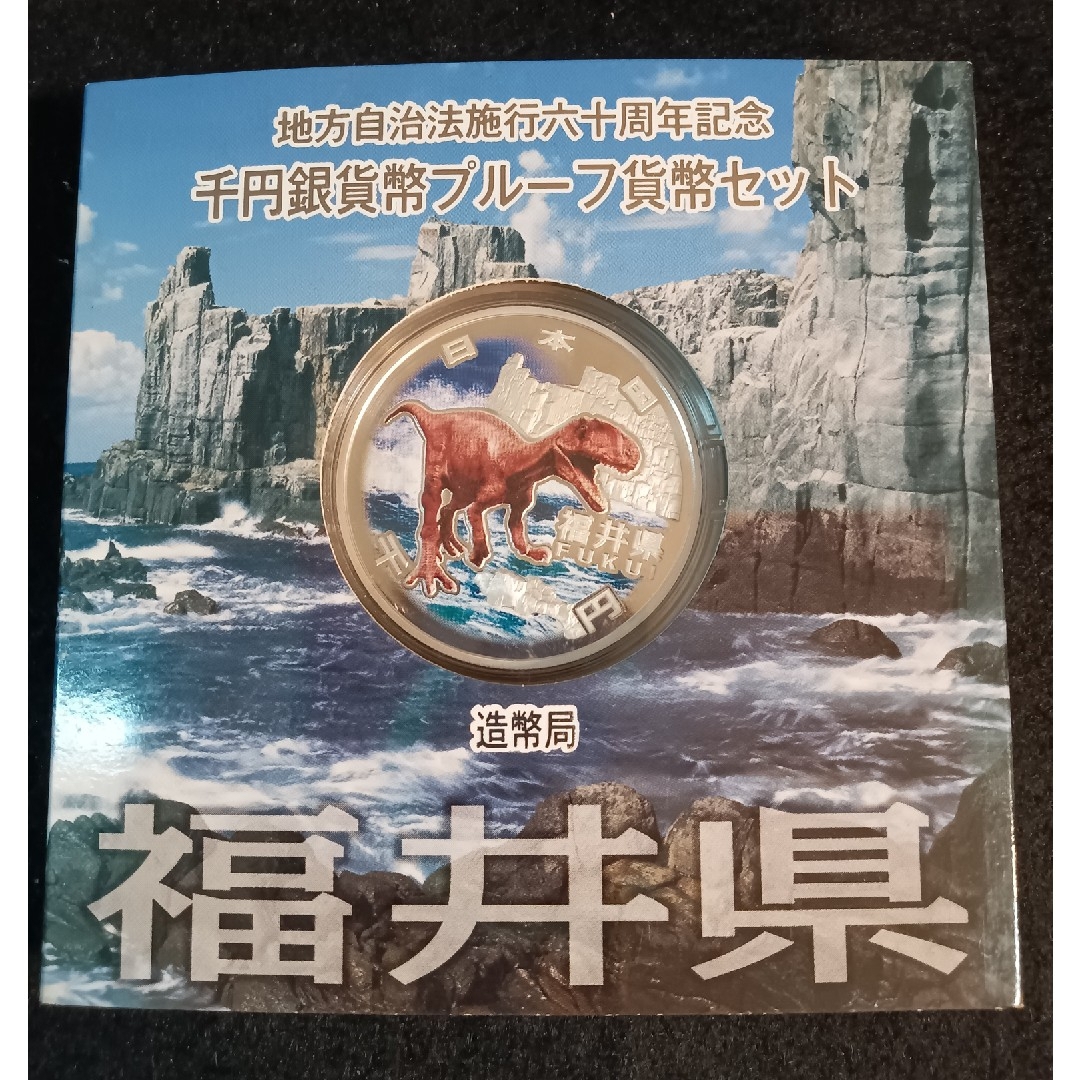 地方自治法施行六十周年記念
千円銀貨幣プルーフ貨幣セット
日本国
福井県
FUKUI
千円
造幣局
福井県